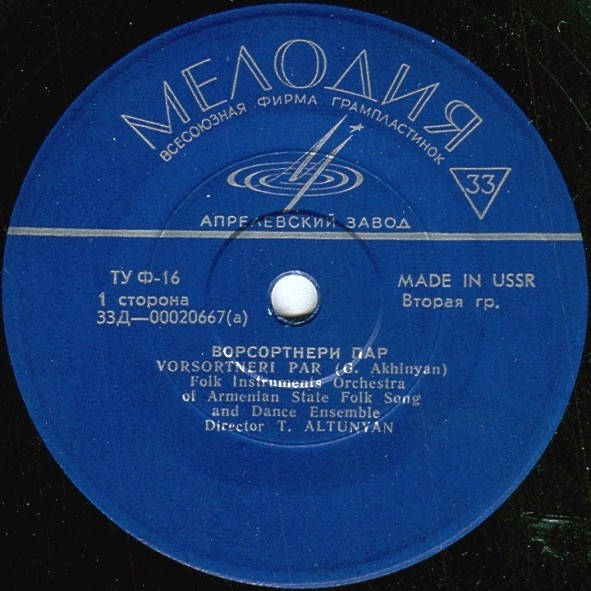 МЕЛОДИЯ
ВСЕСОЮЗНАЯ ФИРМА ГРАМПЛАСТИНОК
33
АПРЕЛЕВСКИЙ ЗАВОД
ТУ Ф-16
MADE IN USSR
1 сторона
Вторая гр.
33Д—00020667(а)
ВОРСОРТНЕРИ ПАР
VORSORTNERI PAR (G. Akhinyan)
Folk Instruments Orchestra
of Armenian State Folk Song
and Dance Ensemble
Director T. ALTUNYAN